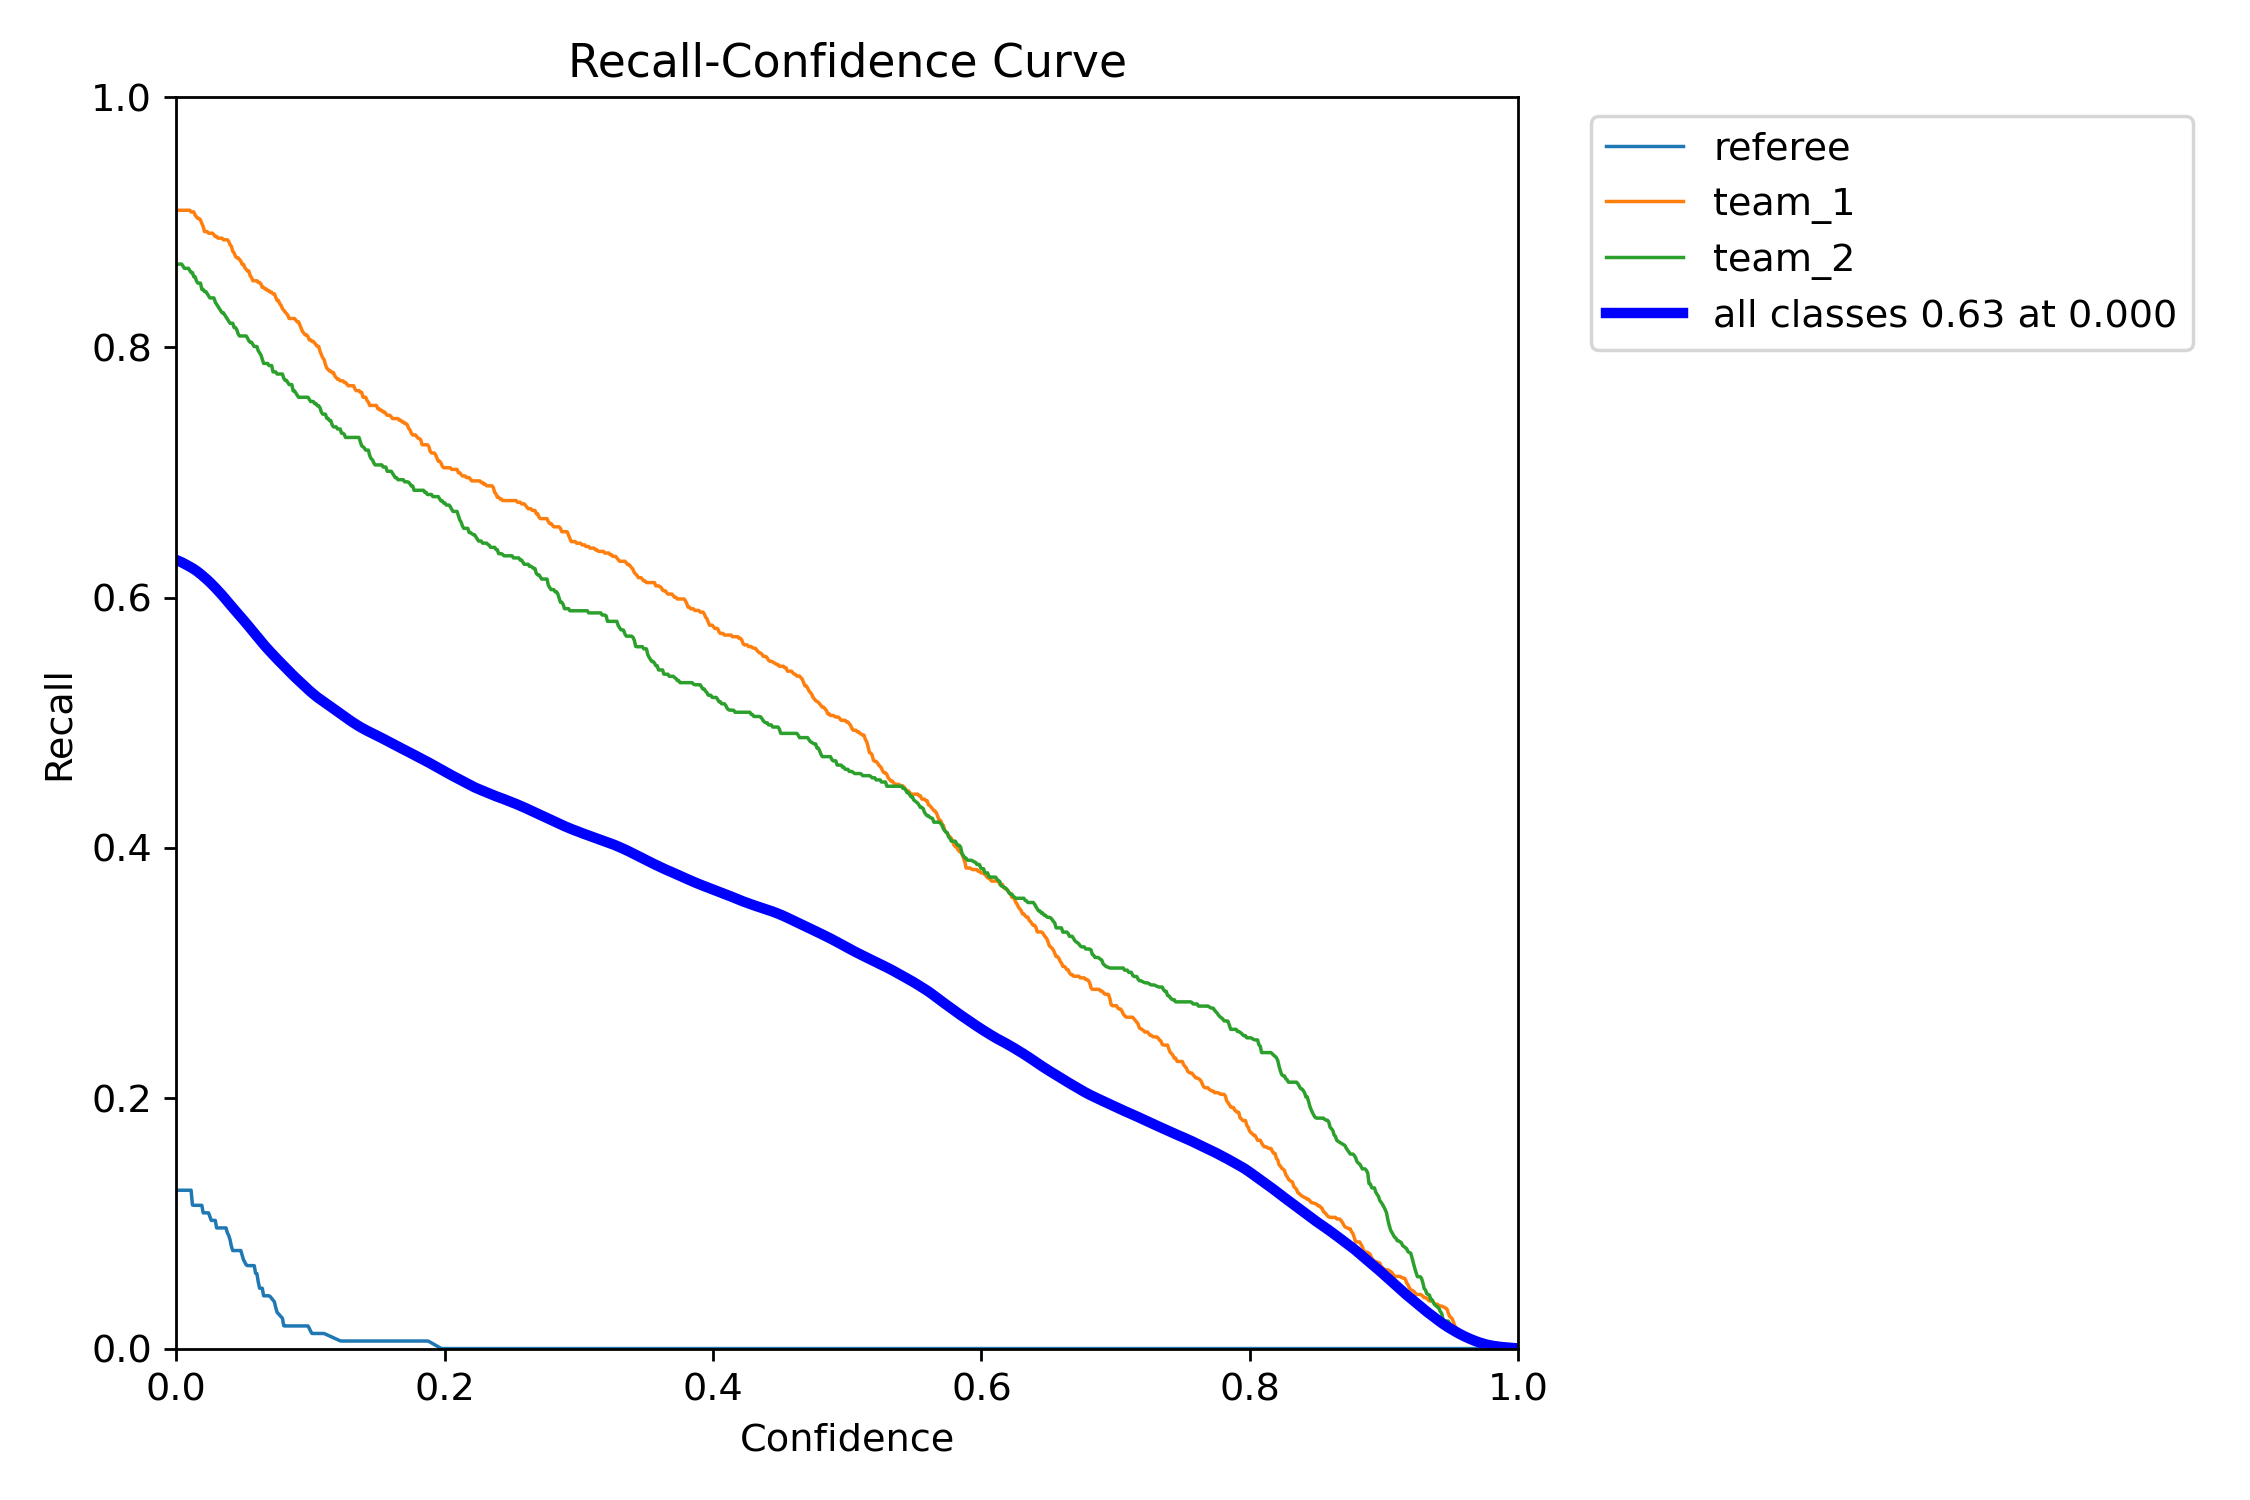 Recall-Confidence Curve
1.0
0.8
0.6
0.4
0.2
0.0
Recall
0.0 0.2 0.4 0.6 0.8 1.0
Confidence
referee
team_1
team_2
all classes 0.63 at 0.000